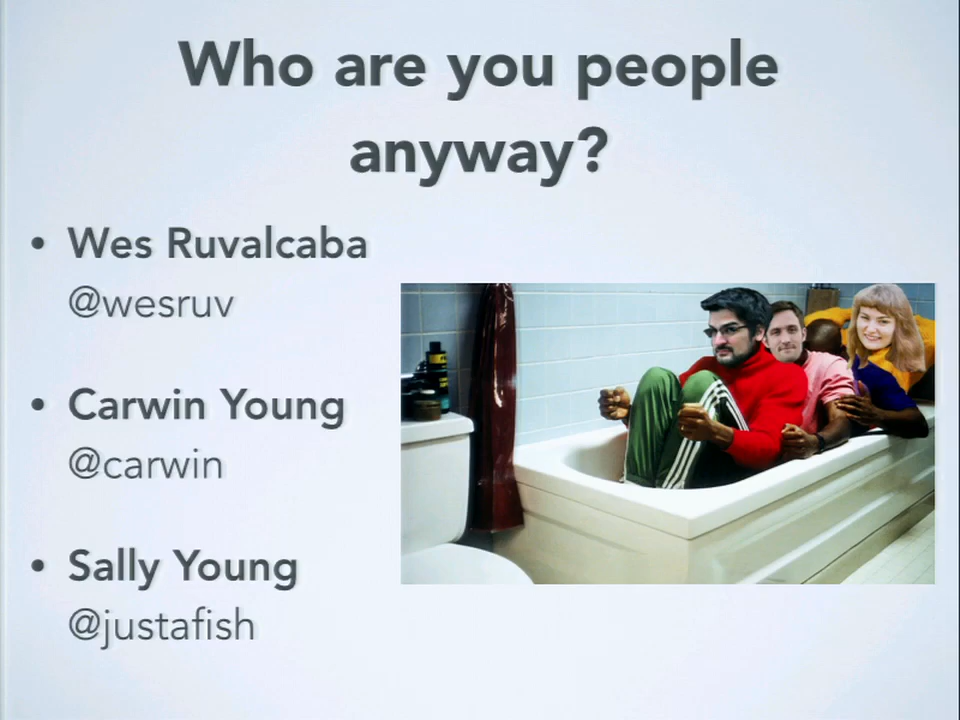 Who are you people
anyway?
• Wes Ruvalcaba
@wesruv
• Carwin Young
@carwin
• Sally Young
@justafish